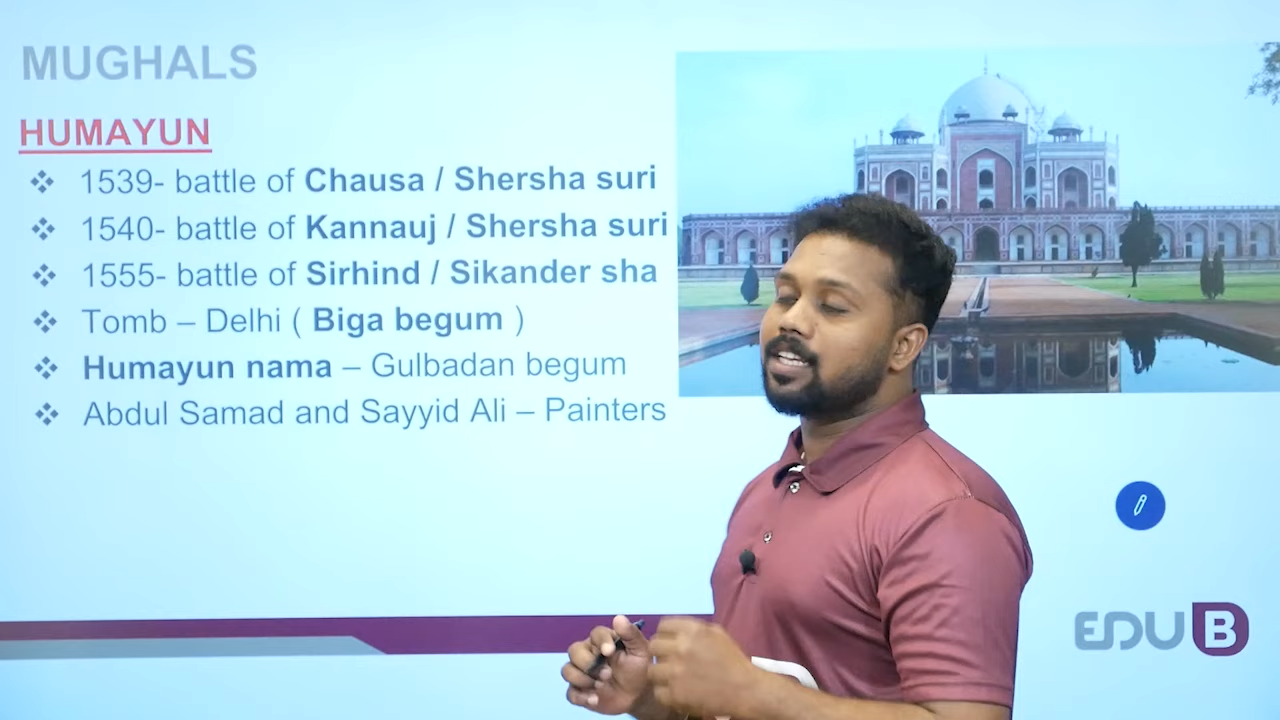 MUGHALS
HUMAYUN
1539- battle of Chausa / Shersha suri
1540- battle of Kannauj / Shersha suri
1555- battle of Sirhind / Sikander sha
Tomb – Delhi ( Biga begum )
Humayun nama – Gulbadan begum
Abdul Samad and Sayyid Ali – Painters
EDU B